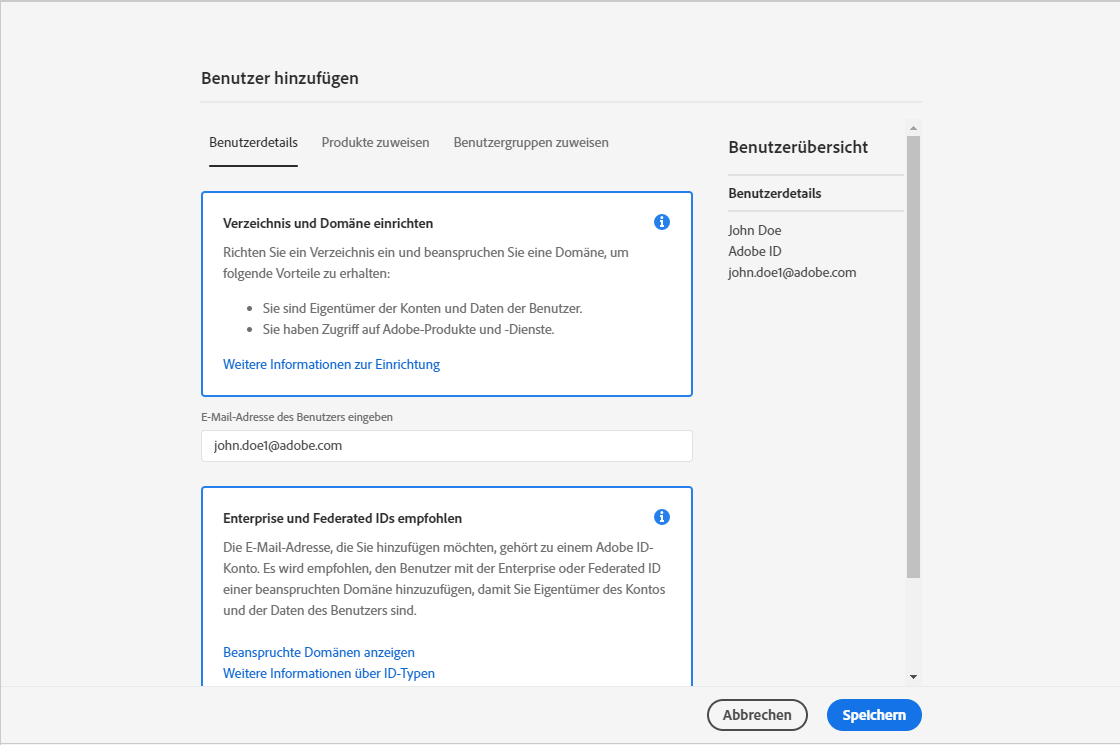 Benutzer hinzufügen
Benutzerdetails Produkte zuweisen Benutzergruppen zuweisen
Verzeichnis und Domäne einrichten
Richten Sie ein Verzeichnis ein und beanspruchen Sie eine Domäne, um
folgende Vorteile zu erhalten:
• Sie sind Eigentümer der Konten und Daten der Benutzer.
• Sie haben Zugriff auf Adobe-Produkte und -Dienste.
Weitere Informationen zur Einrichtung
E-Mail-Adresse des Benutzers eingeben
john.doe1@adobe.com
Enterprise und Federated IDs empfohlen
Die E-Mail-Adresse, die Sie hinzufügen möchten, gehört zu einem Adobe ID-
Konto. Es wird empfohlen, den Benutzer mit der Enterprise oder Federated ID
einer beanspruchten Domäne hinzuzufügen, damit Sie Eigentümer des Kontos
und der Daten des Benutzers sind.
Beanspruchte Domänen anzeigen
Weitere Informationen über ID-Typen
Benutzerübersicht
Benutzerdetails
John Doe
Adobe ID
john.doe1@adobe.com
Abbrechen Speichern